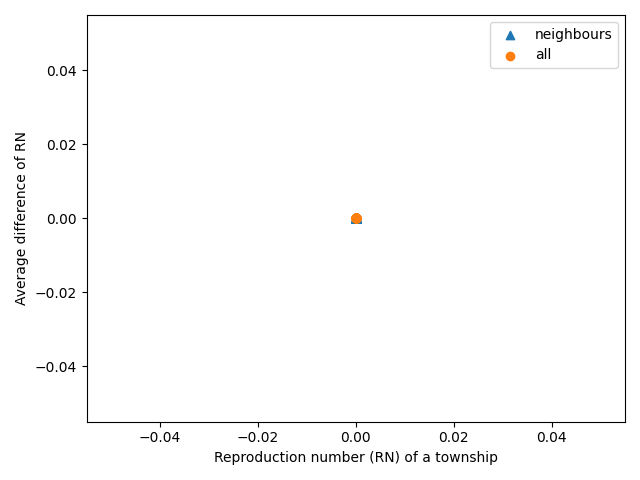 neighbours
all
0.04
0.02
0.00
−0.02
−0.04
Average difference of RN
−0.04
−0.02
0.00
0.02
0.04
Reproduction number (RN) of a township